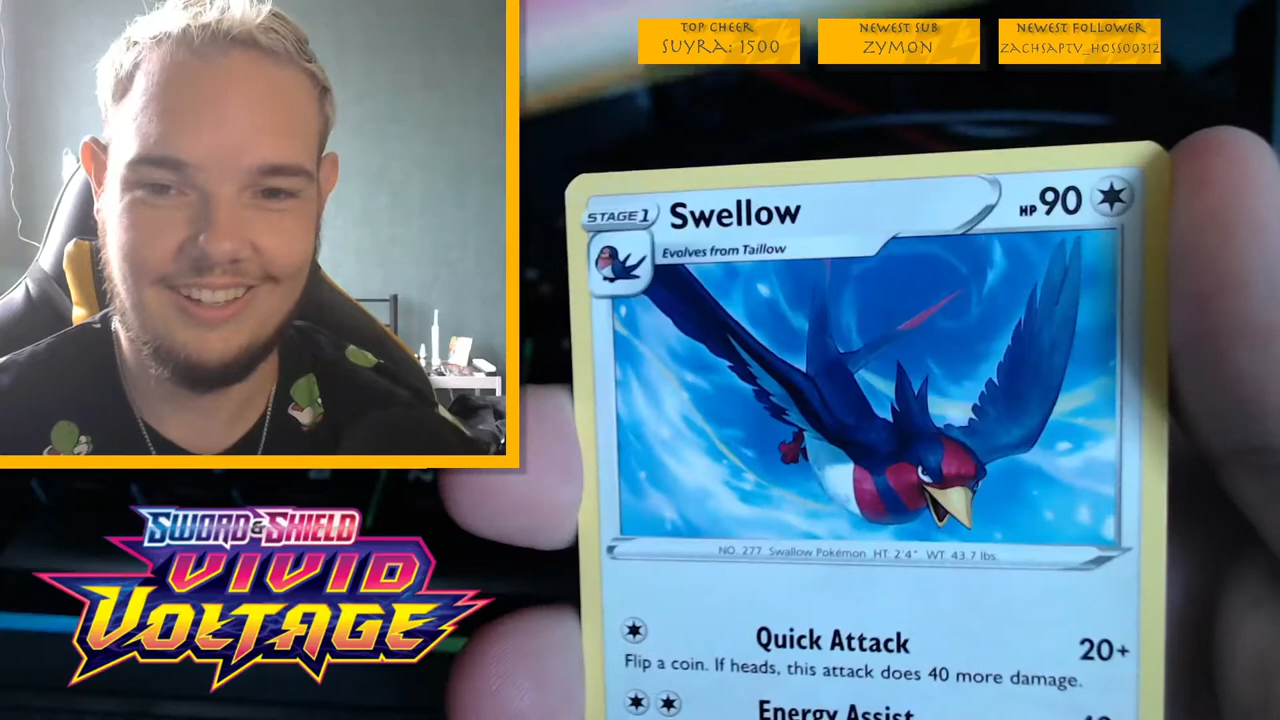 TOP CHEER
SUYRA: 1500
NEWEST SUB
ZYMON
NEWEST FOLLOWER
ZACHSAPTV_HOSS00312
STAGE 1
Swellow
HP 90
Evolves from Taillow
NO. 277 Swallow Pokémon HT: 2'4" WT: 43.7 lbs.
Quick Attack
20+
Flip a coin. If heads, this attack does 40 more damage.
Energy Assist
SWORD & SHIELD
VIVID
VOLTAGE